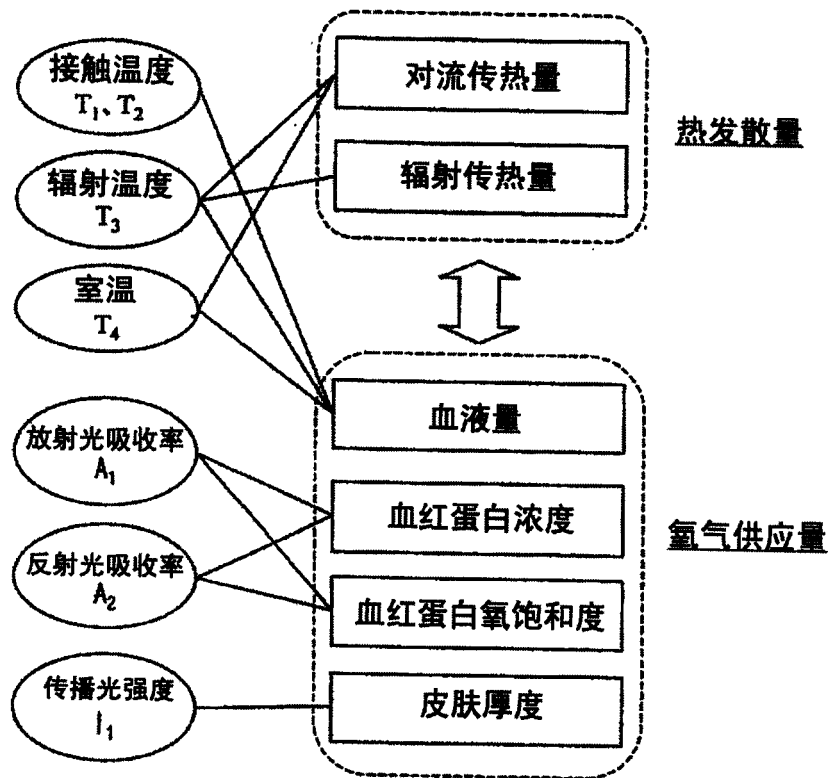 接触温度
T₁、T₂
辐射温度
T₃
室温
T₄
放射光吸收率
A₁
反射光吸收率
A₂
传播光强度
I₁
对流传热量
辐射传热量
热发散量
血液量
血红蛋白浓度
血红蛋白氧饱和度
皮肤厚度
氧气供应量